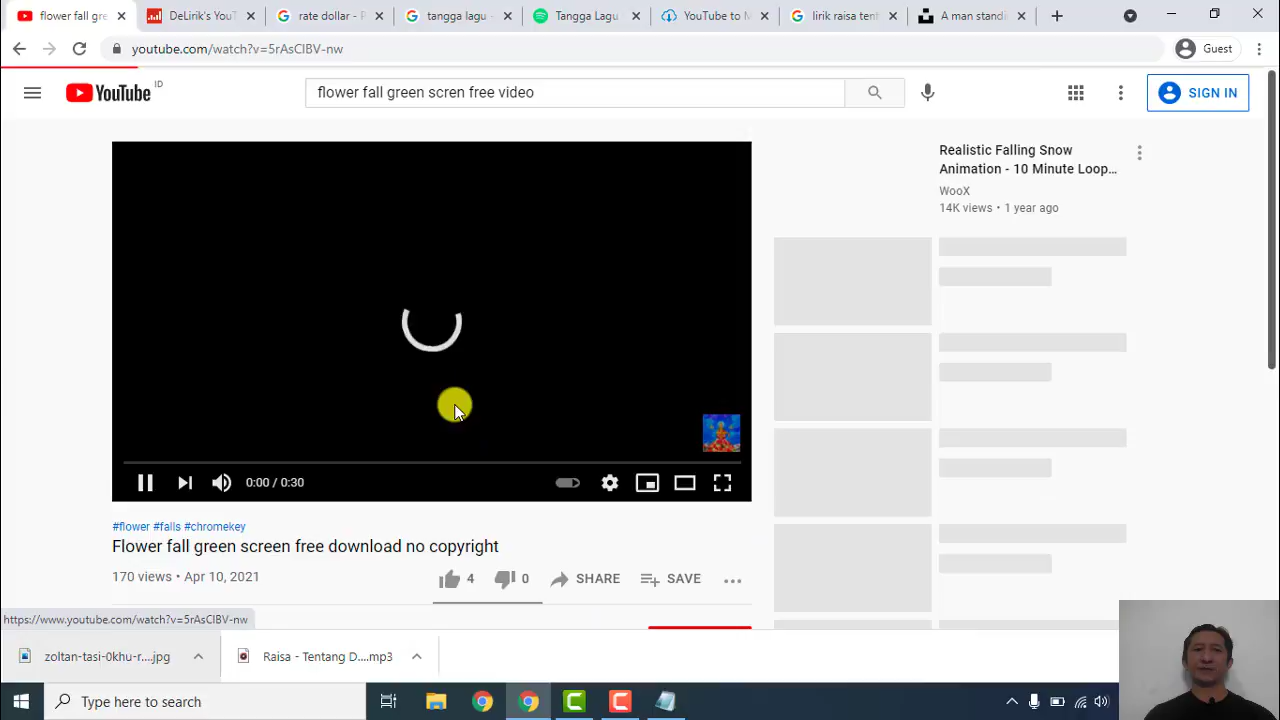 flower fall gr
DeLirik's YouT
rate dollar - P
tangga lagu -
Tangga Lagu
YouTube to M
lirik raisa tent
A man standi
youtube.com/watch?v=5rAsCIBV-nw
Guest
YouTube ID
flower fall green scren free video
SIGN IN
Realistic Falling Snow
Animation - 10 Minute Loop...
WooX
14K views • 1 year ago
0:00 / 0:30
#flower #falls #chromekey
Flower fall green screen free download no copyright
170 views • Apr 10, 2021
4
0
SHARE
SAVE
https://www.youtube.com/watch?v=5rAsCIBV-nw
zoltan-tasi-0khu-r....jpg
Raisa - Tentang D....mp3
Type here to search